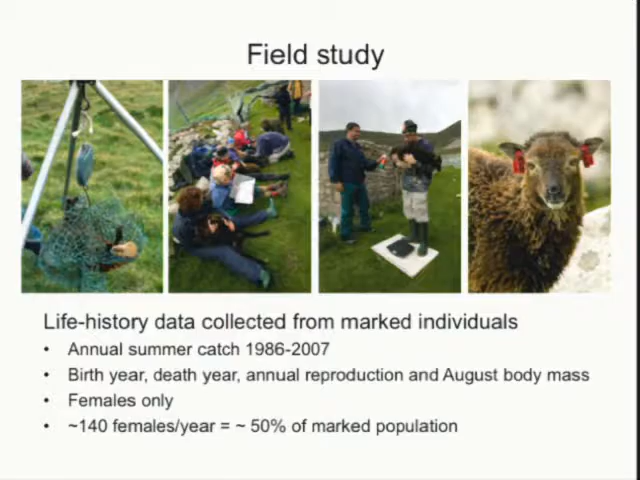 Field study
Life-history data collected from marked individuals
• Annual summer catch 1986-2007
• Birth year, death year, annual reproduction and August body mass
• Females only
• ~140 females/year = ~ 50% of marked population